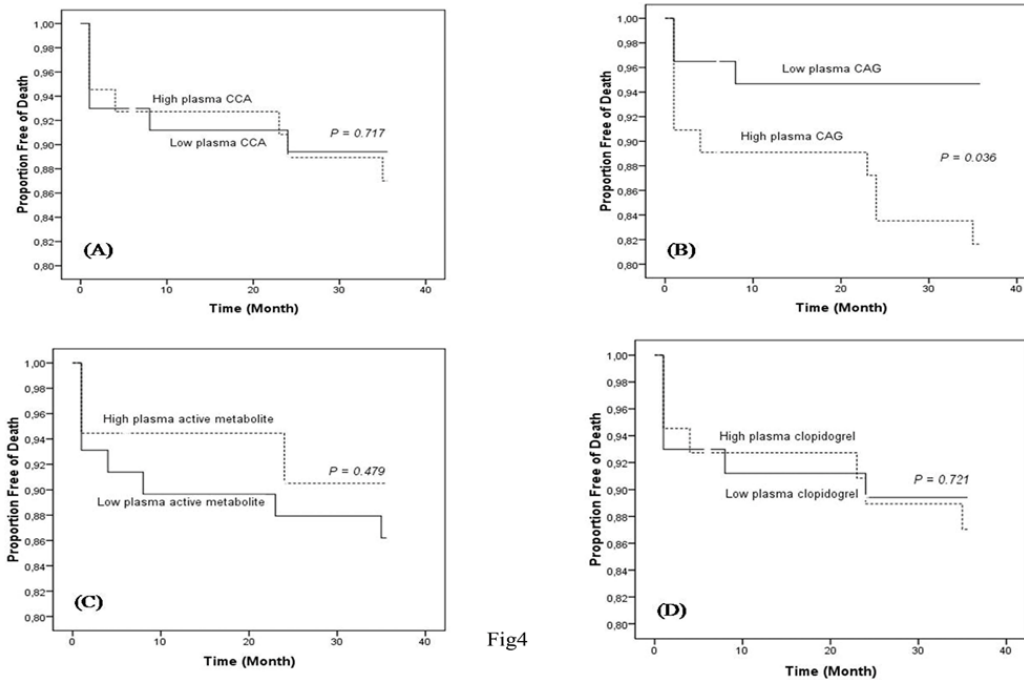 Proportion Free of Death
1,00
0,98
0,96
0,94
0,92
0,90
0,88
0,86
0,84
0,82
0,80
High plasma CCA
Low plasma CCA
P = 0.717
(A)
0
10
20
30
40
Time (Month)
Proportion Free of Death
1,00
0,98
0,96
0,94
0,92
0,90
0,88
0,86
0,84
0,82
0,80
Low plasma CAG
High plasma CAG
P = 0.036
(B)
0
10
20
30
40
Time (Month)
Proportion Free of Death
1,00
0,98
0,96
0,94
0,92
0,90
0,88
0,86
0,84
0,82
0,80
High plasma active metabolite
P = 0.479
Low plasma active metabolite
(C)
0
10
20
30
40
Time (Month)
Fig4
Proportion Free of Death
1,00
0,98
0,96
0,94
0,92
0,90
0,88
0,86
0,84
0,82
0,80
High plasma clopidogrel
P = 0.721
Low plasma clopidogrel
(D)
0
10
20
30
40
Time (Month)